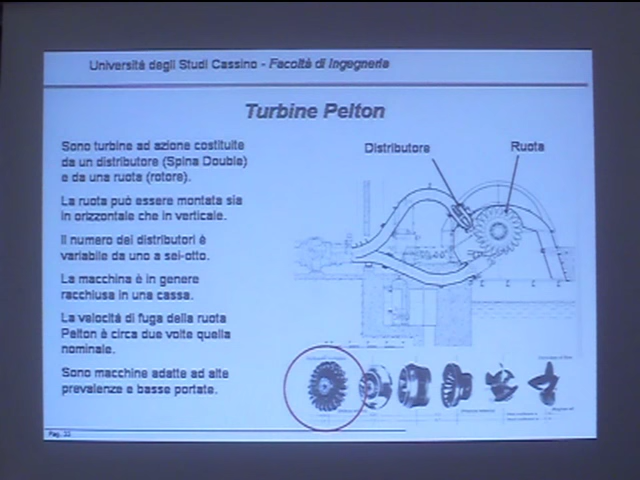 Università degli Studi Cassino - Facoltà di Ingegneria
Turbine Pelton
Sono turbine ad azione costituite
da un distributore (Spina Double)
e da una ruota (rotore).
La ruota può essere montata sia
in orizzontale che in verticale.
Il numero dei distributori è
variabile da uno a sei-otto.
La macchina è in genere
racchiusa in una cassa.
La velocità di fuga della ruota
Pelton è circa due volte quella
nominale.
Sono macchine adatte ad alte
prevalenze e basse portate.
Distributore
Ruota